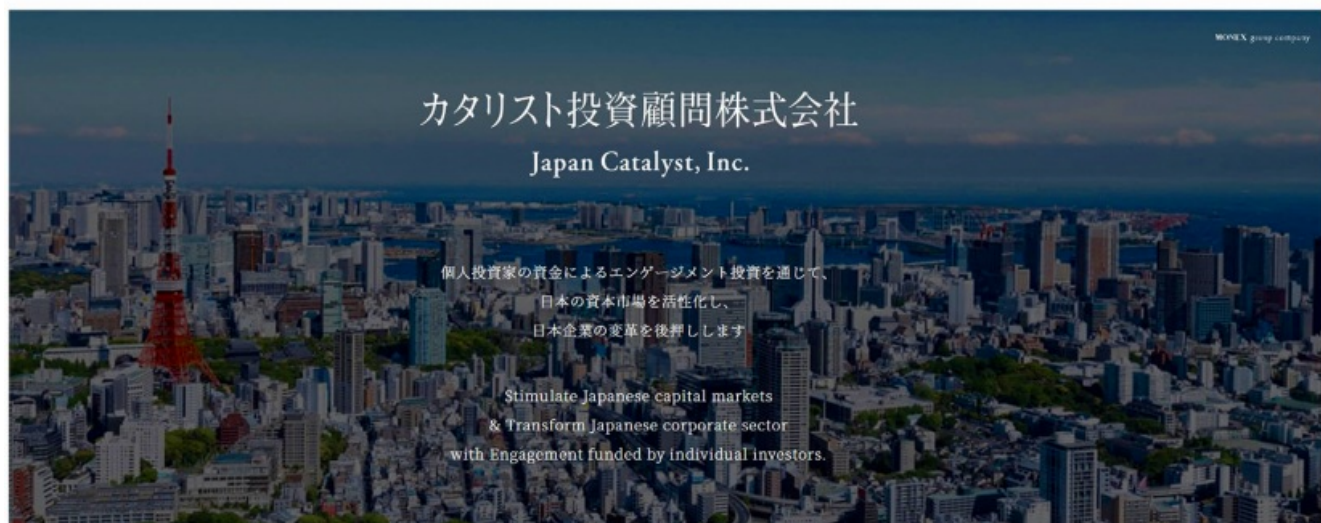 MONEX group company
カタリスト投資顧問株式会社
Japan Catalyst, Inc.
個人投資家の資金によるエンゲージメント投資を通じて、
日本の資本市場を活性化し、
日本企業の変革を後押しします
Stimulate Japanese capital markets
& Transform Japanese corporate sector
with Engagement funded by individual investors.